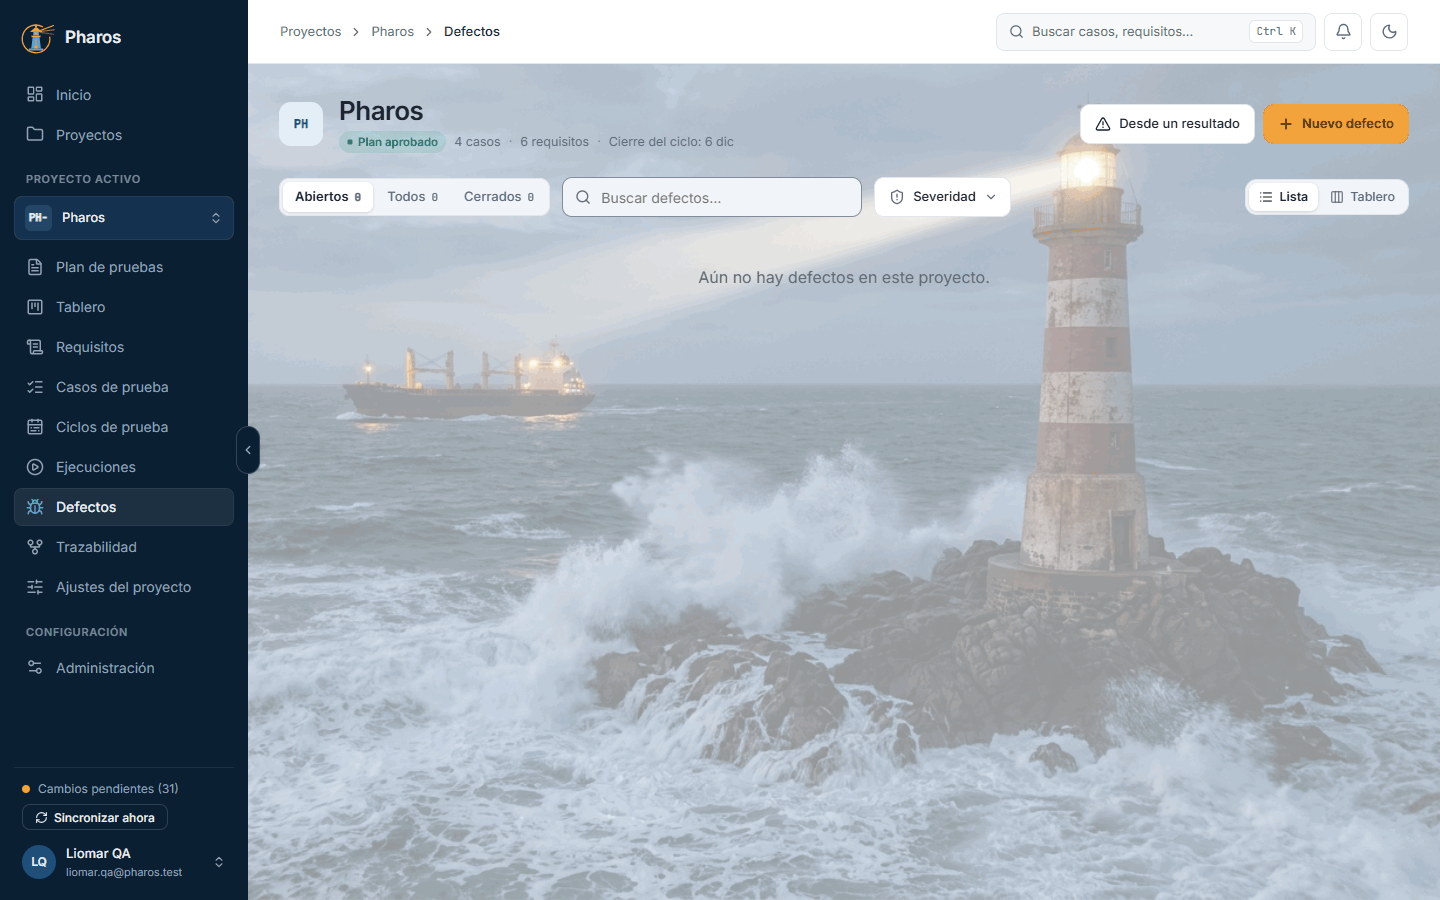 Pharos
Inicio
Proyectos
PROYECTO ACTIVO
PH- Pharos
Plan de pruebas
Tablero
Requisitos
Casos de prueba
Ciclos de prueba
Ejecuciones
Defectos
Trazabilidad
Ajustes del proyecto
CONFIGURACIÓN
Administración
Cambios pendientes (31)
Sincronizar ahora
LQ
Liomar QA
liomar.qa@pharos.test
Proyectos > Pharos > Defectos
Buscar casos, requisitos... Ctrl K
PH
Pharos
Plan aprobado 4 casos · 6 requisitos · Cierre del ciclo: 6 dic
Desde un resultado
+ Nuevo defecto
Abiertos 0 Todos 0 Cerrados 0
Buscar defectos...
Severidad
Lista Tablero
Aún no hay defectos en este proyecto.